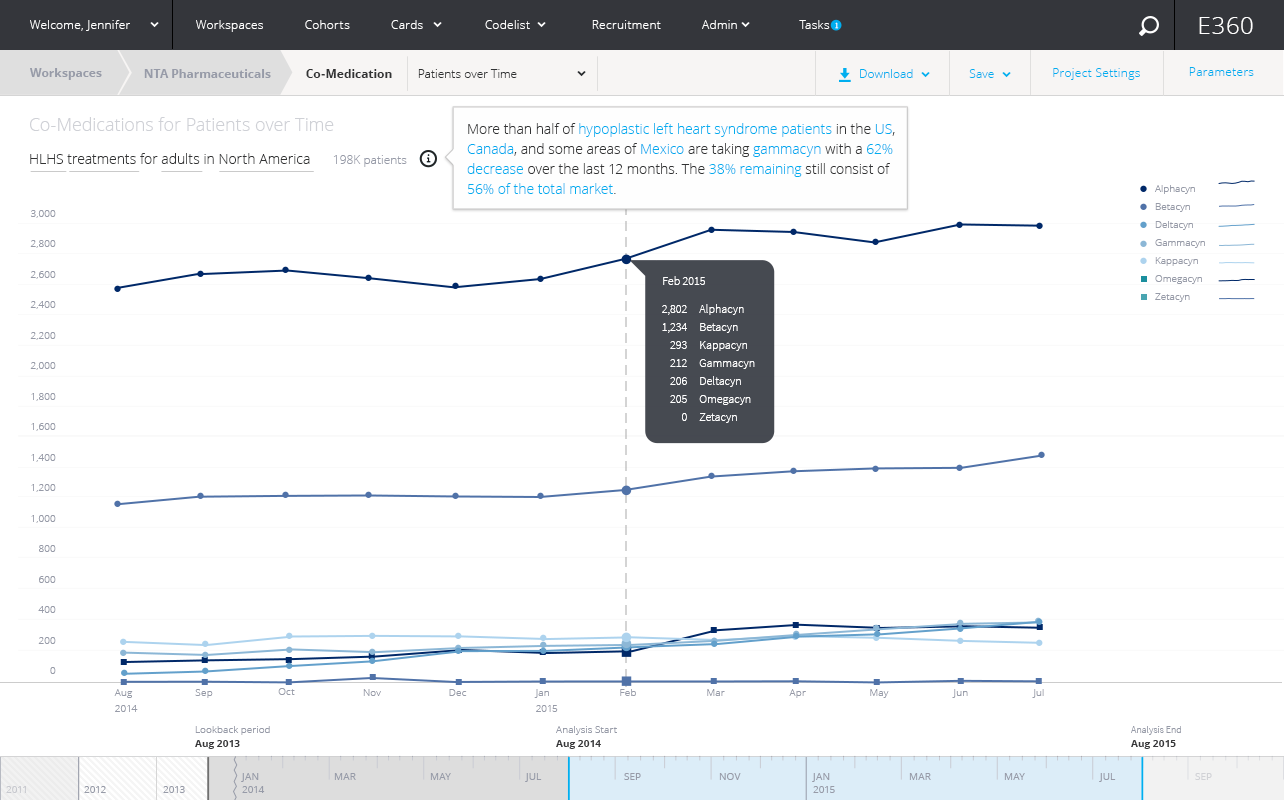 Welcome, Jennifer
Workspaces
Cohorts
Cards
Codelist
Recruitment
Admin
Tasks
E360
Workspaces
NTA Pharmaceuticals
Co-Medication
Patients over Time
Download
Save
Project Settings
Parameters
Co-Medications for Patients over Time
HLHS treatments for adults in North America
198K patients
More than half of hypoplastic left heart syndrome patients in the US,
Canada, and some areas of Mexico are taking gammacyn with a 62%
decrease over the last 12 months. The 38% remaining still consist of
56% of the total market.
Alphacyn
Betacyn
Deltacyn
Gammacyn
Kappacyn
Omegacyn
Zetacyn
3,000
2,800
2,600
2,400
2,200
2,000
1,800
1,600
1,400
1,200
1,000
800
600
400
200
0
Feb 2015
2,802 Alphacyn
1,234 Betacyn
293 Kappacyn
212 Gammacyn
206 Deltacyn
205 Omegacyn
0 Zetacyn
Aug Sep Oct Nov Dec Jan Feb Mar Apr May Jun Jul
2014 2015
Lookback period
Aug 2013
Analysis Start
Aug 2014
Analysis End
Aug 2015
JAN MAR MAY JUL SEP NOV JAN MAR MAY JUL SEP
2011 2012 2013 2014 2015